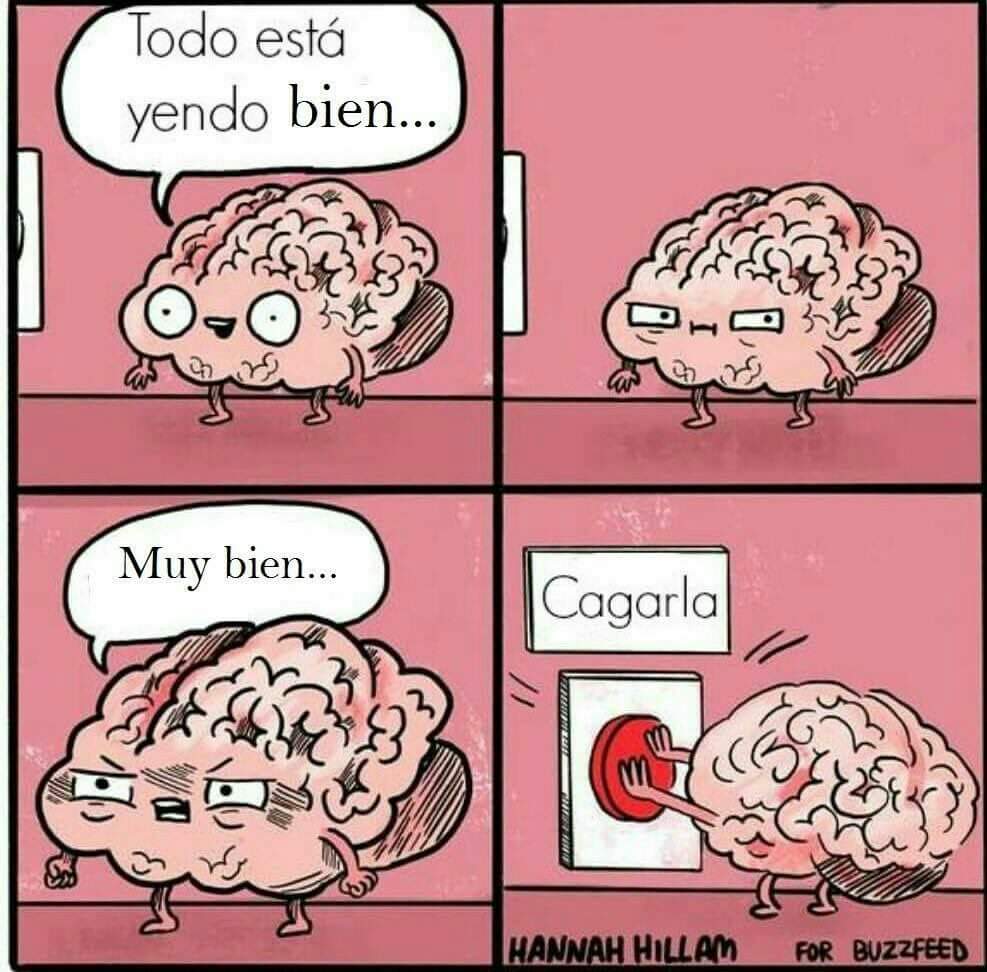 Todo está
yendo bien...
Muy bien...
Cagarla
HANNAH HILLAM FOR BUZZFEED